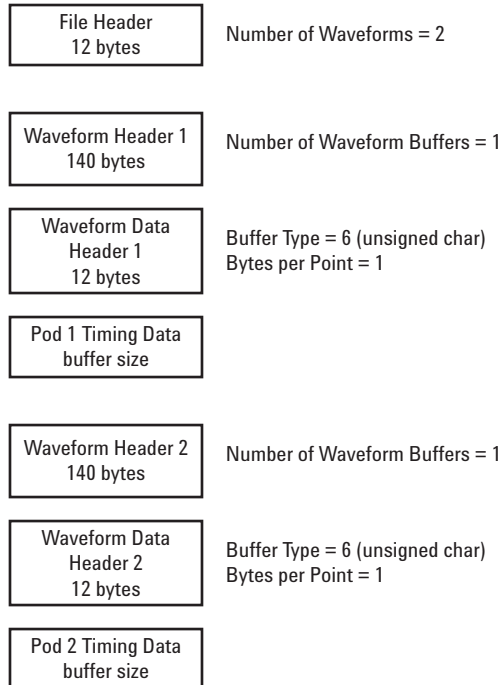 File Header
12 bytes
Number of Waveforms = 2
Waveform Header 1
140 bytes
Number of Waveform Buffers = 1
Waveform Data
Header 1
12 bytes
Buffer Type = 6 (unsigned char)
Bytes per Point = 1
Pod 1 Timing Data
buffer size
Waveform Header 2
140 bytes
Number of Waveform Buffers = 1
Waveform Data
Header 2
12 bytes
Buffer Type = 6 (unsigned char)
Bytes per Point = 1
Pod 2 Timing Data
buffer size